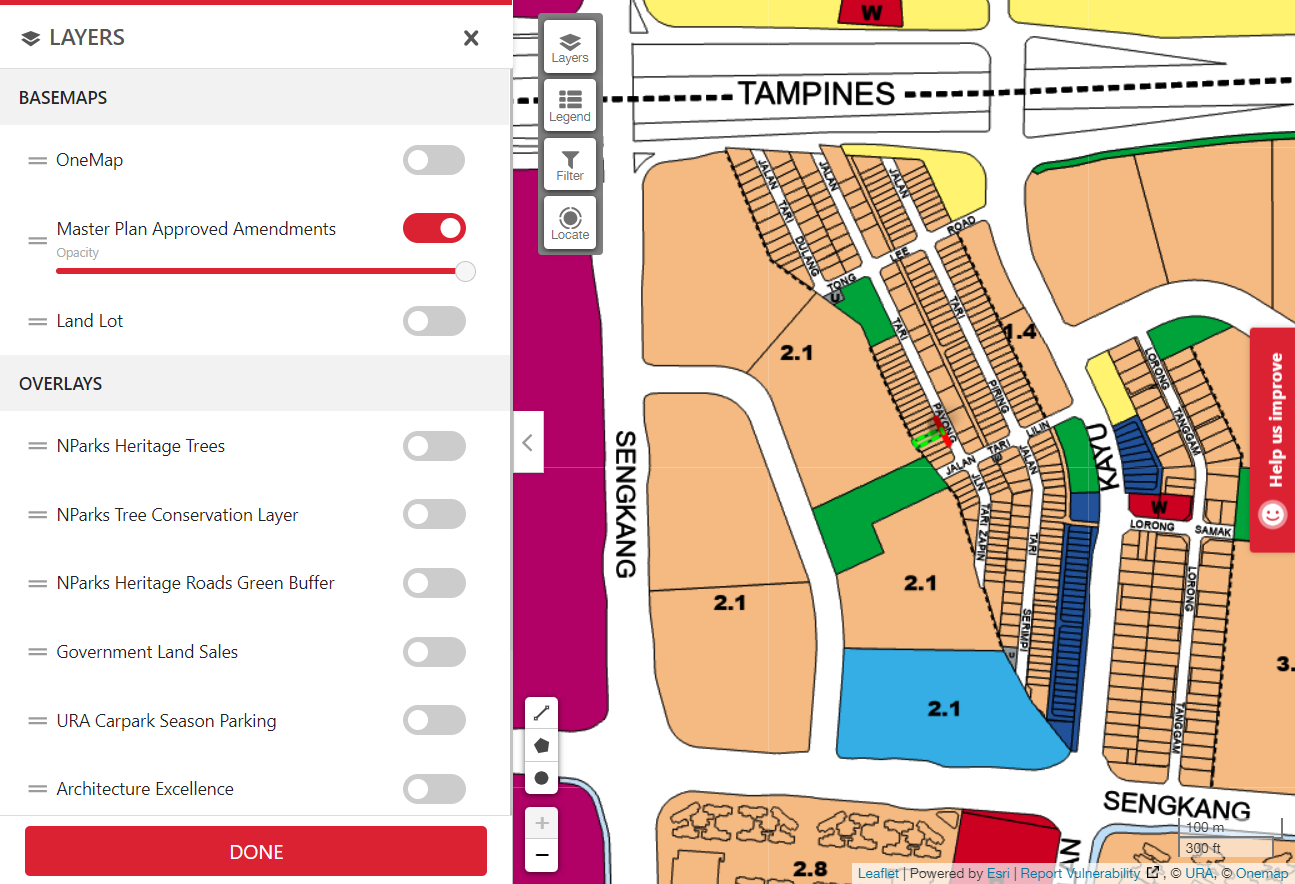 LAYERS
BASEMAPS
OneMap
Master Plan Approved Amendments
Opacity
Land Lot
OVERLAYS
NParks Heritage Trees
NParks Tree Conservation Layer
NParks Heritage Roads Green Buffer
Government Land Sales
URA Carpark Season Parking
Architecture Excellence
DONE
Layers
Legend
Filter
Locate
W
TAMPINES
JALAN
TARI
DULANG
JALAN
TARI
PAYONG
JALAN
TARI
PIRING
LEE
ROAD
TONG
U
2.1
1.4
SENGKANG
KAYU
LILIN
TARI
JALAN
U
JLN
TARI ZAPIN
JALAN
TARI
SERIMPI
U
LORONG
TANGGAM
W
LORONG
SAMAK
LORONG
TANGGAM
2.1
2.1
3.
2.1
SENGKANG
2.8
Help us improve
100 m
300 ft
Leaflet | Powered by Esri | Report Vulnerability , © URA, © Onemap